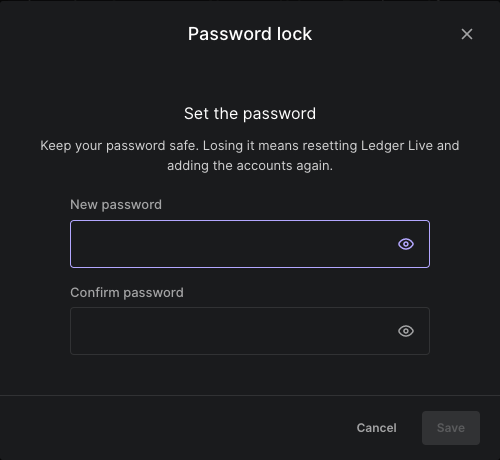 Password lock
Set the password
Keep your password safe. Losing it means resetting Ledger Live and
adding the accounts again.
New password
Confirm password
Cancel
Save